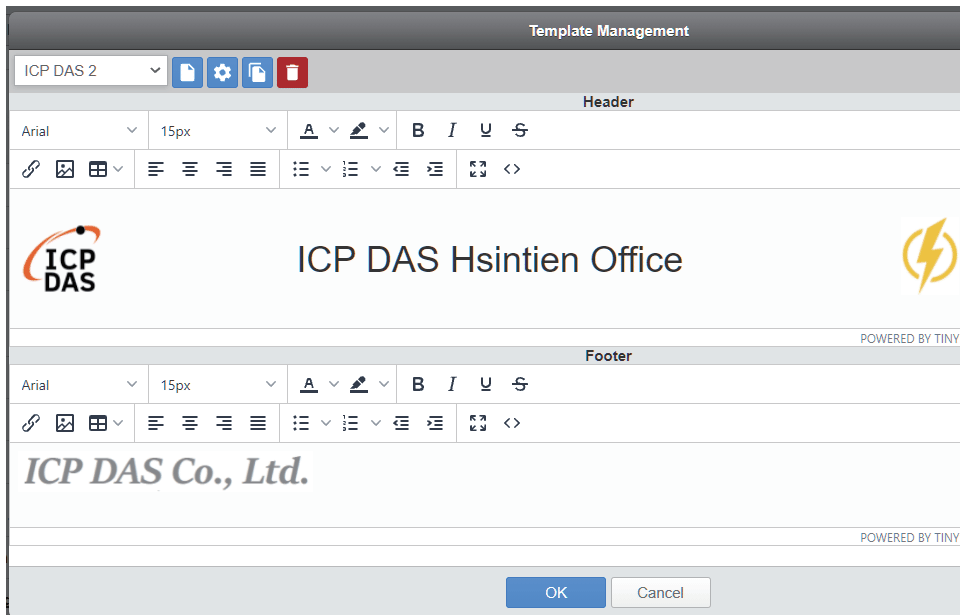 Template Management
ICP DAS 2
Header
Arial 15px A B I U S
ICP
DAS
ICP DAS Hsintien Office
POWERED BY TINY
Footer
Arial 15px A B I U S
ICP DAS Co., Ltd.
POWERED BY TINY
OK Cancel